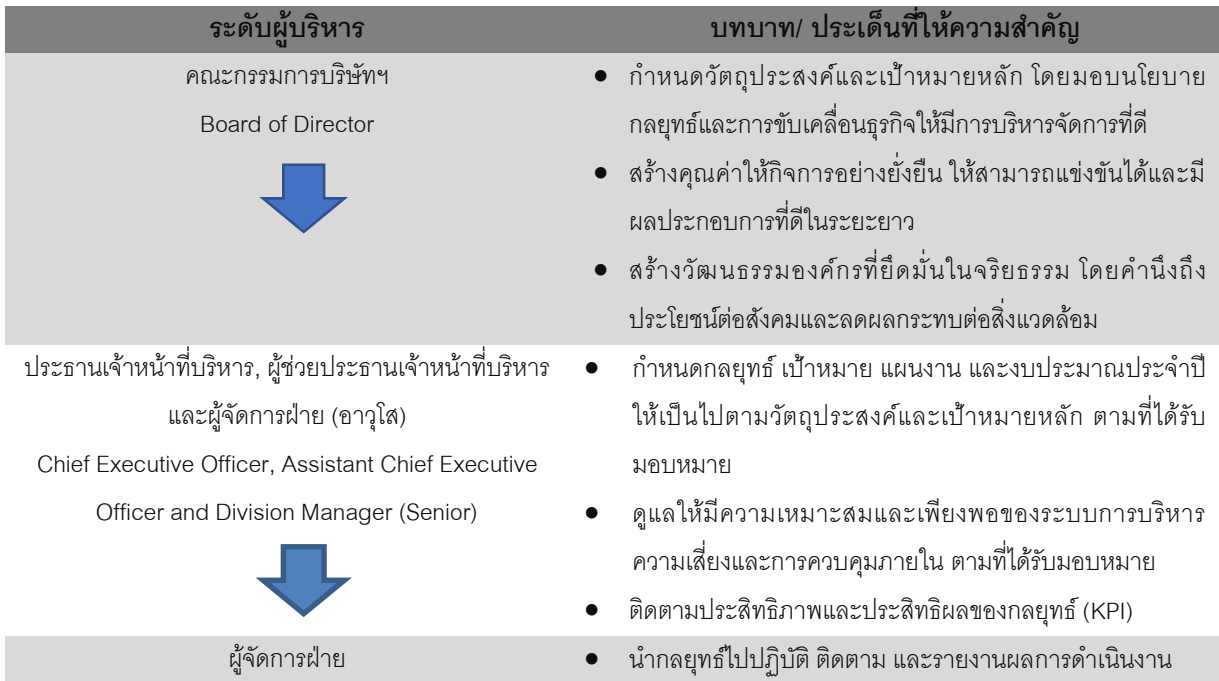 ระดับผู้บริหาร
บทบาท/ ประเด็นที่ให้ความสำคัญ
คณะกรรมการบริษัทฯ
Board of Director
● กำหนดวัตถุประสงค์และเป้าหมายหลัก โดยมอบนโยบาย
กลยุทธ์และการขับเคลื่อนธุรกิจให้มีการบริหารจัดการที่ดี
● สร้างคุณค่าให้กิจการอย่างยั่งยืน ให้สามารถแข่งขันได้และมี
ผลประกอบการที่ดีในระยะยาว
● สร้างวัฒนธรรมองค์กรที่ยึดมั่นในจริยธรรม โดยคำนึงถึง
ประโยชน์ต่อสังคมและลดผลกระทบต่อสิ่งแวดล้อม
ประธานเจ้าหน้าที่บริหาร, ผู้ช่วยประธานเจ้าหน้าที่บริหาร
และผู้จัดการฝ่าย (อาวุโส)
Chief Executive Officer, Assistant Chief Executive
Officer and Division Manager (Senior)
● กำหนดกลยุทธ์ เป้าหมาย แผนงาน และงบประมาณประจำปี
ให้เป็นไปตามวัตถุประสงค์และเป้าหมายหลัก ตามที่ได้รับ
มอบหมาย
● ดูแลให้มีความเหมาะสมและเพียงพอของระบบการบริหาร
ความเสี่ยงและการควบคุมภายใน ตามที่ได้รับมอบหมาย
● ติดตามประสิทธิภาพและประสิทธิผลของกลยุทธ์ (KPI)
ผู้จัดการฝ่าย
● นำกลยุทธ์ไปปฏิบัติ ติดตาม และรายงานผลการดำเนินงาน